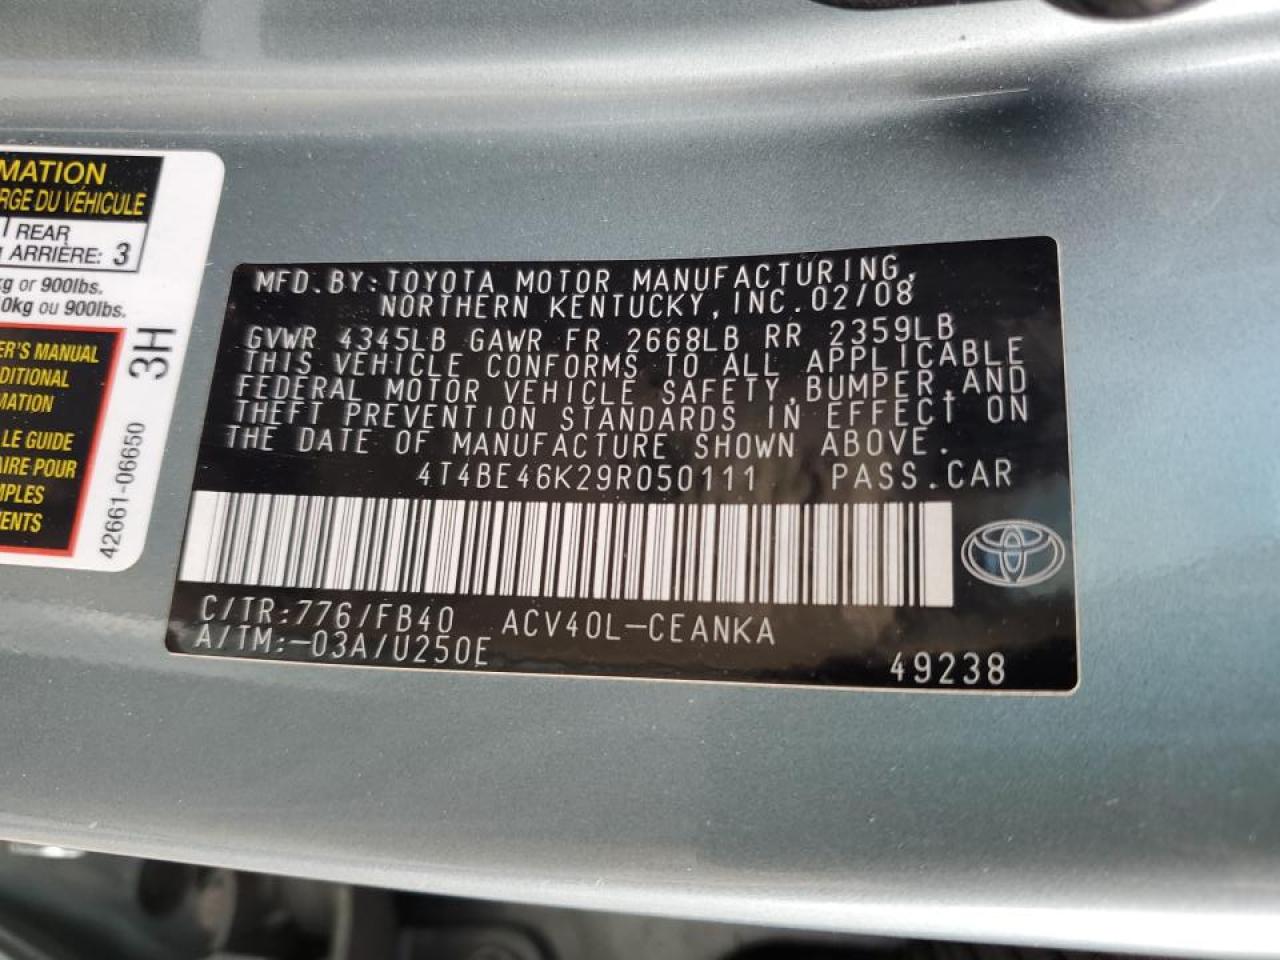 MATION
RGE DU VÉHICULE
REAR
ARRIÈRE: 3
kg or 900lbs.
0kg ou 900lbs.
ER'S MANUAL
DITIONAL
MATION
LE GUIDE
AIRE POUR
MPLES
ENTS
3H
42661-06650
MFD.BY:TOYOTA MOTOR MANUFACTURING,
NORTHERN KENTUCKY,INC.02/08
GVWR 4345LB GAWR FR 2668LB RR 2359LB
THIS VEHICLE CONFORMS TO ALL APPLICABLE
FEDERAL MOTOR VEHICLE SAFETY,BUMPER,AND
THEFT PREVENTION STANDARDS IN EFFECT ON
THE DATE OF MANUFACTURE SHOWN ABOVE.
4T4BE46K29R050111 PASS.CAR
C/TR:776/FB40 ACV40L-CEANKA
A/TM:-03A/U250E
49238